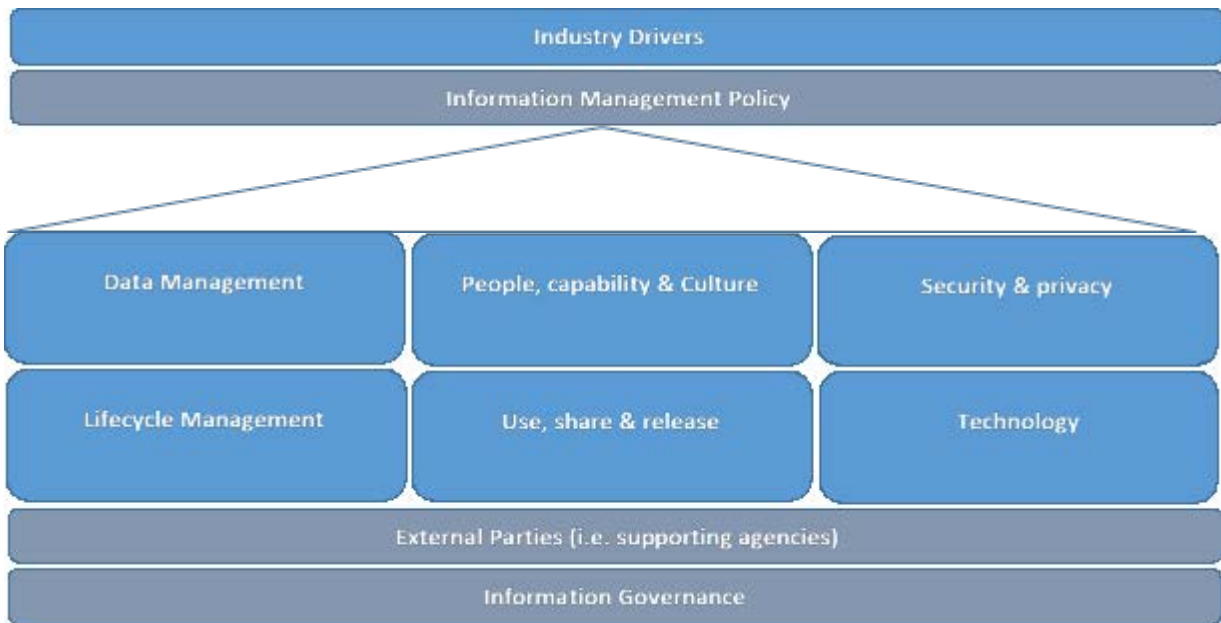 Industry Drivers
Information Management Policy
Data Management
People, capability & Culture
Security & privacy
Lifecycle Management
Use, share & release
Technology
External Parties (i.e. supporting agencies)
Information Governance